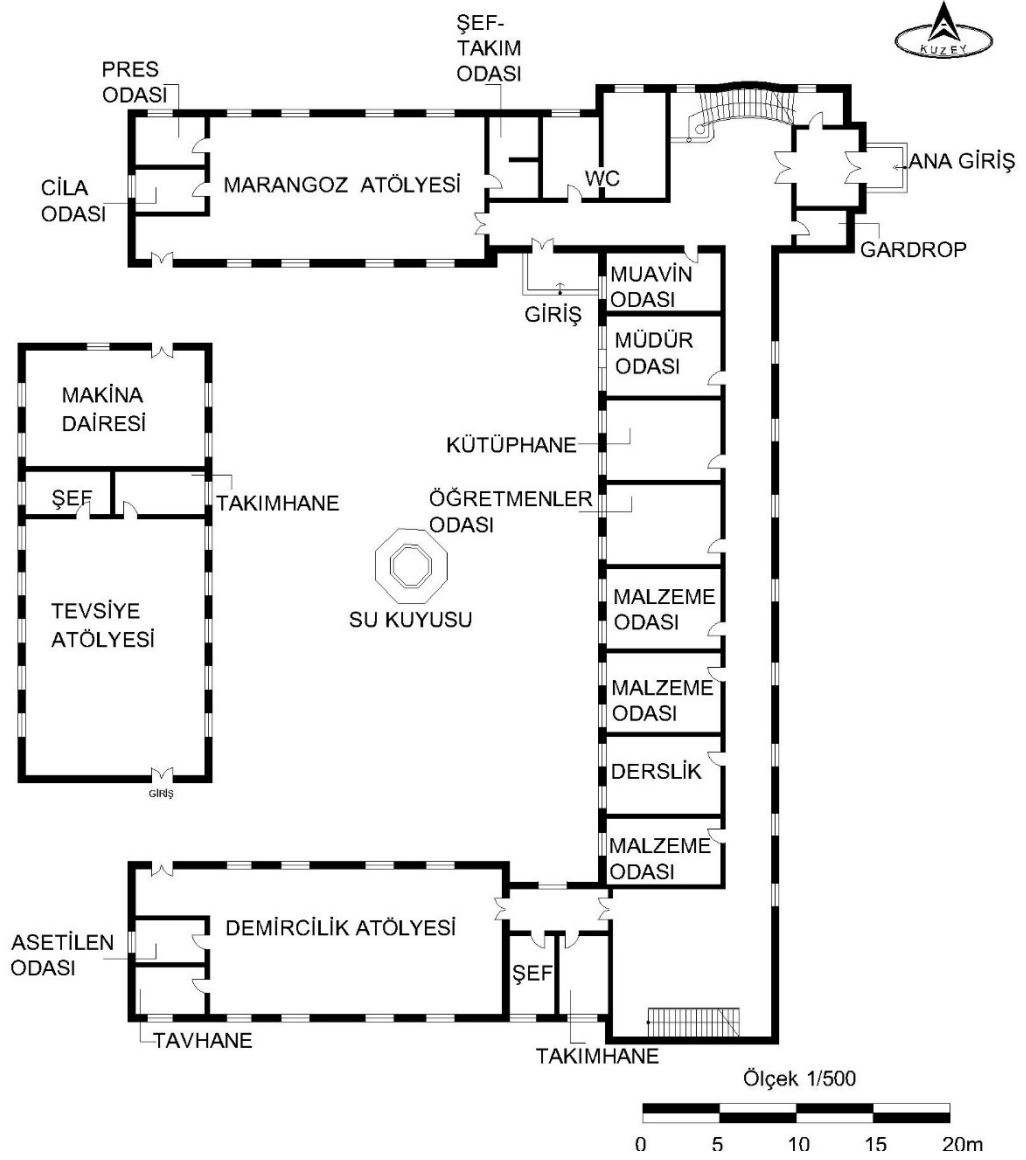 ŞEF-
TAKIM
ODASI
KUZEY
PRES
ODASI
ANA GİRİŞ
CİLA
ODASI
MARANGOZ ATÖLYESİ
WC
GARDROP
MUAVİN
ODASI
GİRİŞ
MÜDÜR
ODASI
MAKİNA
DAİRESİ
KÜTÜPHANE
ŞEF
TAKIMHANE
ÖĞRETMENLER
ODASI
TEVSİYE
ATÖLYESİ
SU KUYUSU
MALZEME
ODASI
MALZEME
ODASI
DERSLİK
GİRİŞ
MALZEME
ODASI
DEMİRCİLİK ATÖLYESİ
ASETİLEN
ODASI
ŞEF
TAVHANE
TAKIMHANE
Ölçek 1/500
0 5 10 15 20m